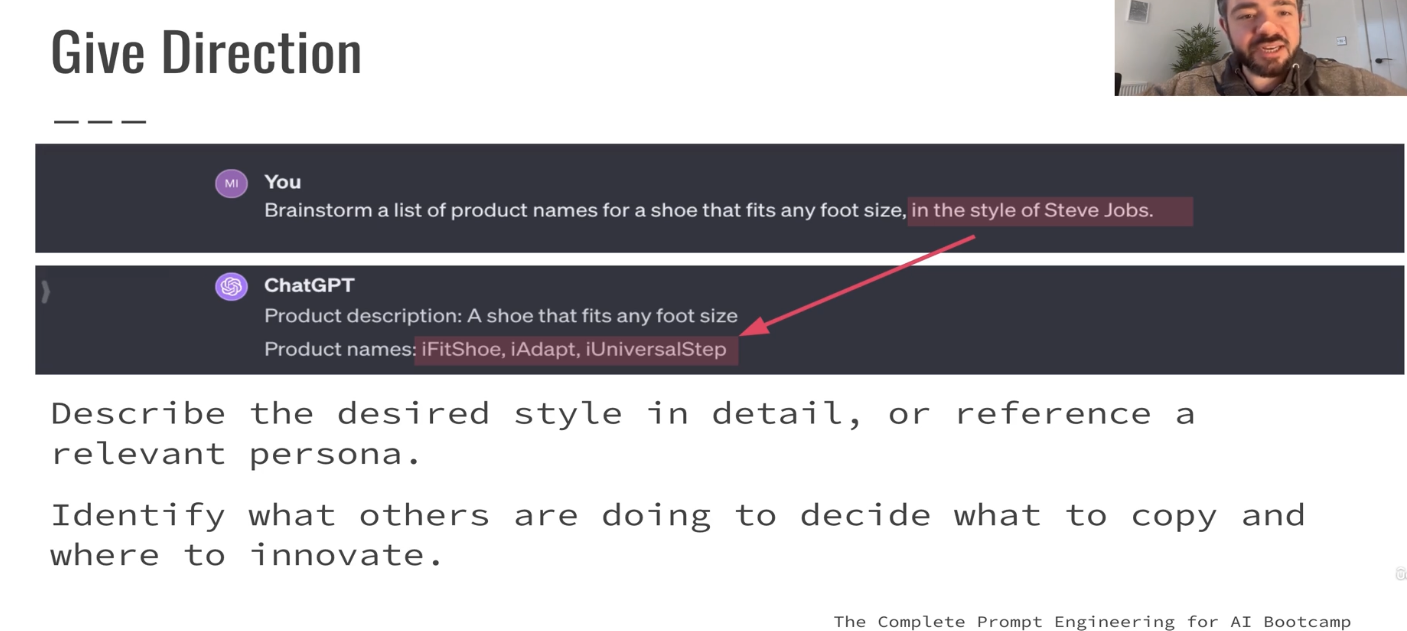 Give Direction
MI
You
Brainstorm a list of product names for a shoe that fits any foot size, in the style of Steve Jobs.
ChatGPT
Product description: A shoe that fits any foot size
Product names: iFitShoe, iAdapt, iUniversalStep
Describe the desired style in detail, or reference a
relevant persona.
Identify what others are doing to decide what to copy and
where to innovate.
The Complete Prompt Engineering for AI Bootcamp